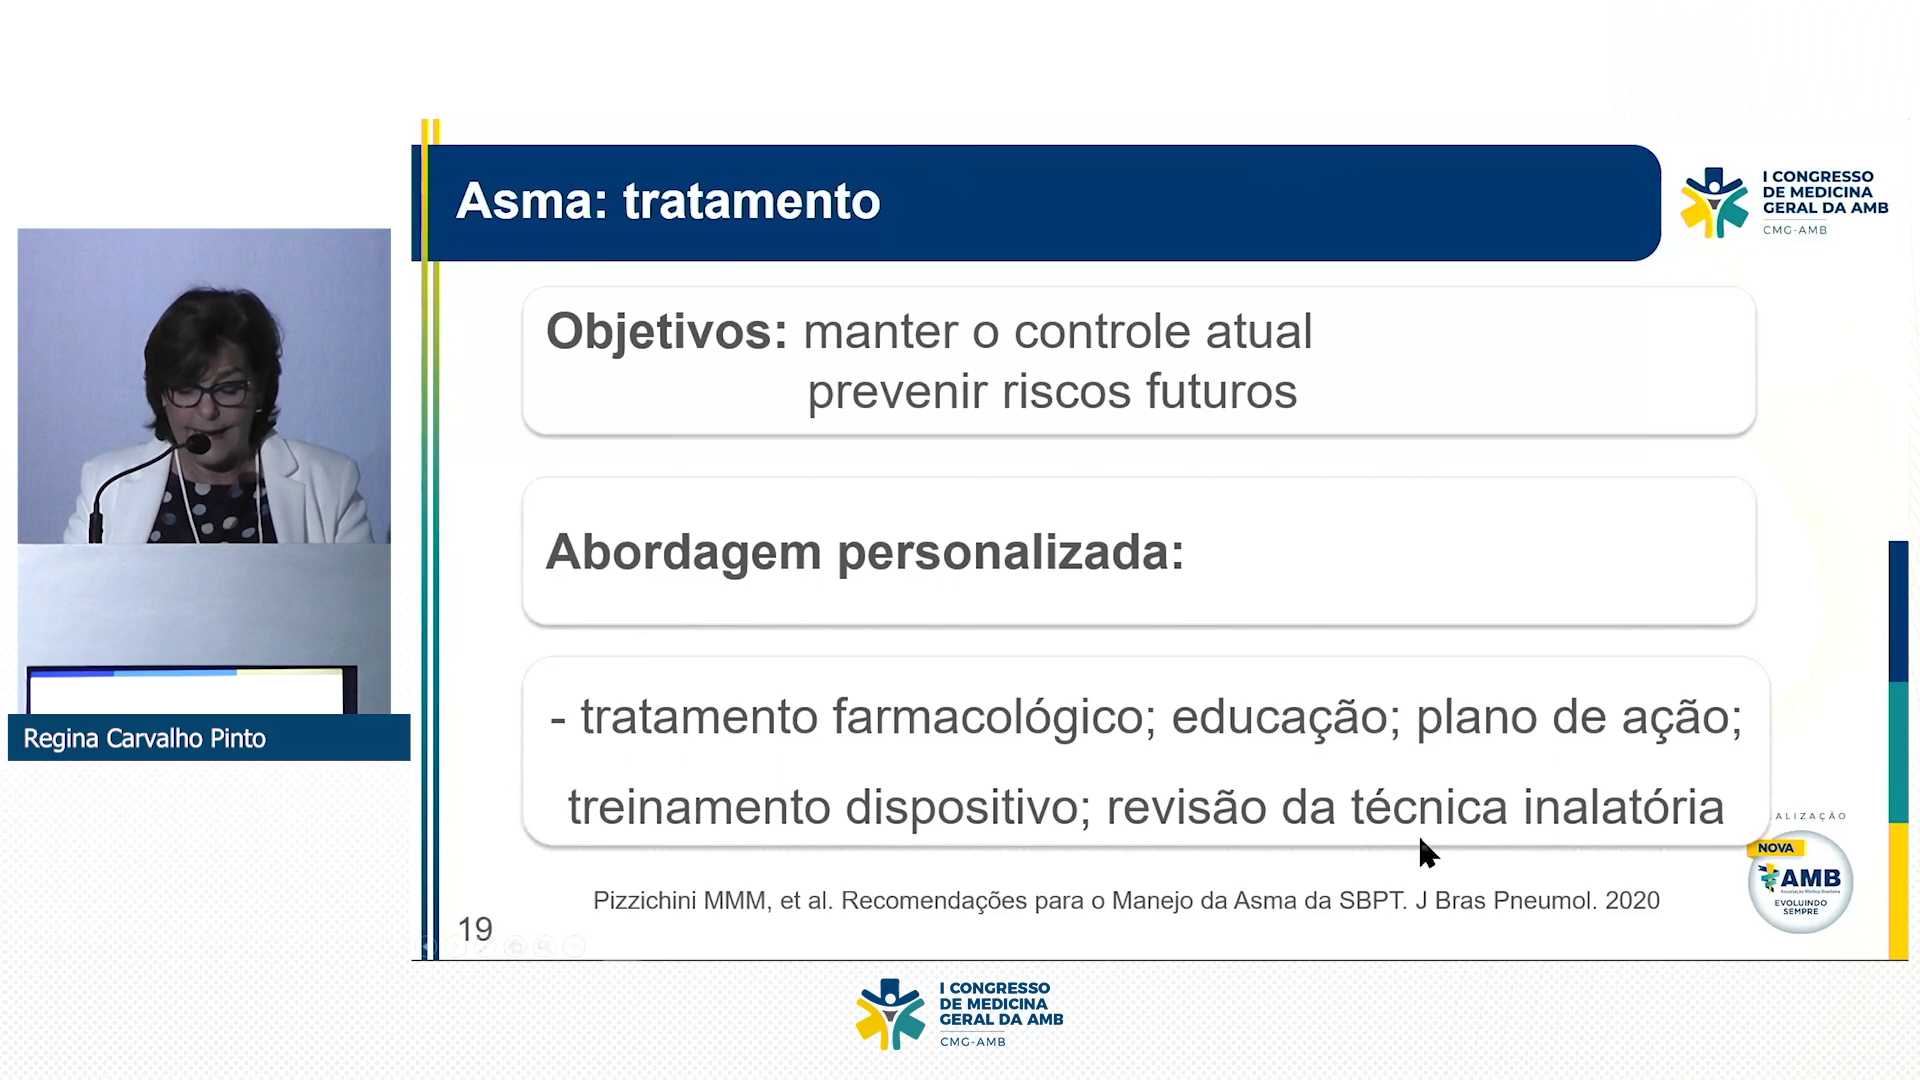 Asma: tratamento
I CONGRESSO
DE MEDICINA
GERAL DA AMB
CMG-AMB
Objetivos: manter o controle atual
prevenir riscos futuros
Abordagem personalizada:
- tratamento farmacológico; educação; plano de ação;
treinamento dispositivo; revisão da técnica inalatória
Regina Carvalho Pinto
ALIZAÇÃO
NOVA
AMB
Associação Médica Brasileira
EVOLUINDO
SEMPRE
Pizzichini MMM, et al. Recomendações para o Manejo da Asma da SBPT. J Bras Pneumol. 2020
19
I CONGRESSO
DE MEDICINA
GERAL DA AMB
CMG-AMB